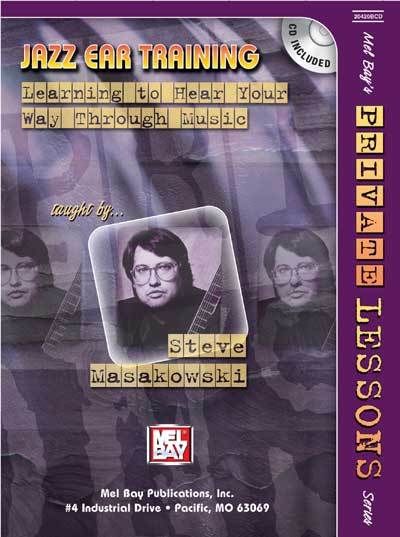 20420BCD
CD INCLUDED
JAZZ EAR TRAINING
Learning to Hear Your
Way Through Music
taught by...
Steve
Masakowski
MEL
BAY
Mel Bay Publications, Inc.
#4 Industrial Drive • Pacific, MO 63069
Mel Bay's PRIVATE LESSONS Series